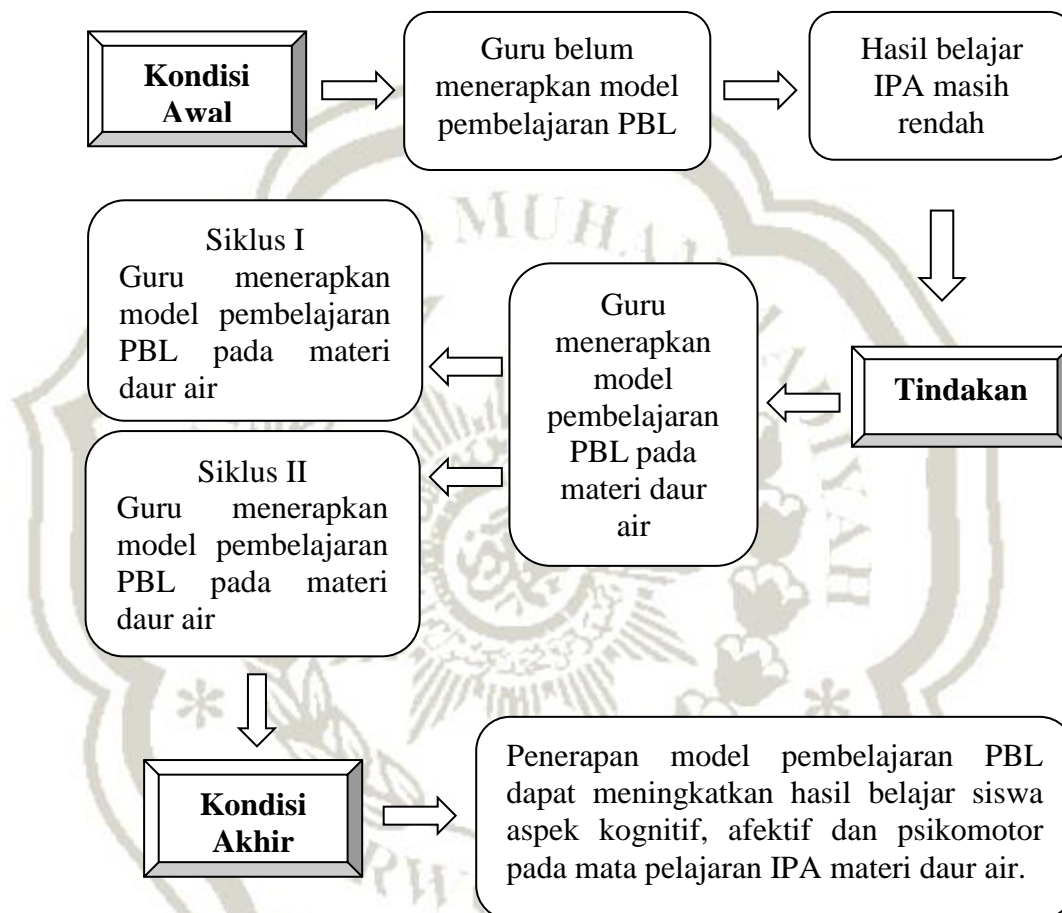 Kondisi
Awal
Guru belum
menerapkan model
pembelajaran PBL
Hasil belajar
IPA masih
rendah
Siklus I
Guru menerapkan
model pembelajaran
PBL pada materi
daur air
Guru
menerapkan
model
pembelajaran
PBL pada
materi daur
air
Tindakan
Siklus II
Guru menerapkan
model pembelajaran
PBL pada materi
daur air
Kondisi
Akhir
Penerapan model pembelajaran PBL
dapat meningkatkan hasil belajar siswa
aspek kognitif, afektif dan psikomotor
pada mata pelajaran IPA materi daur air.